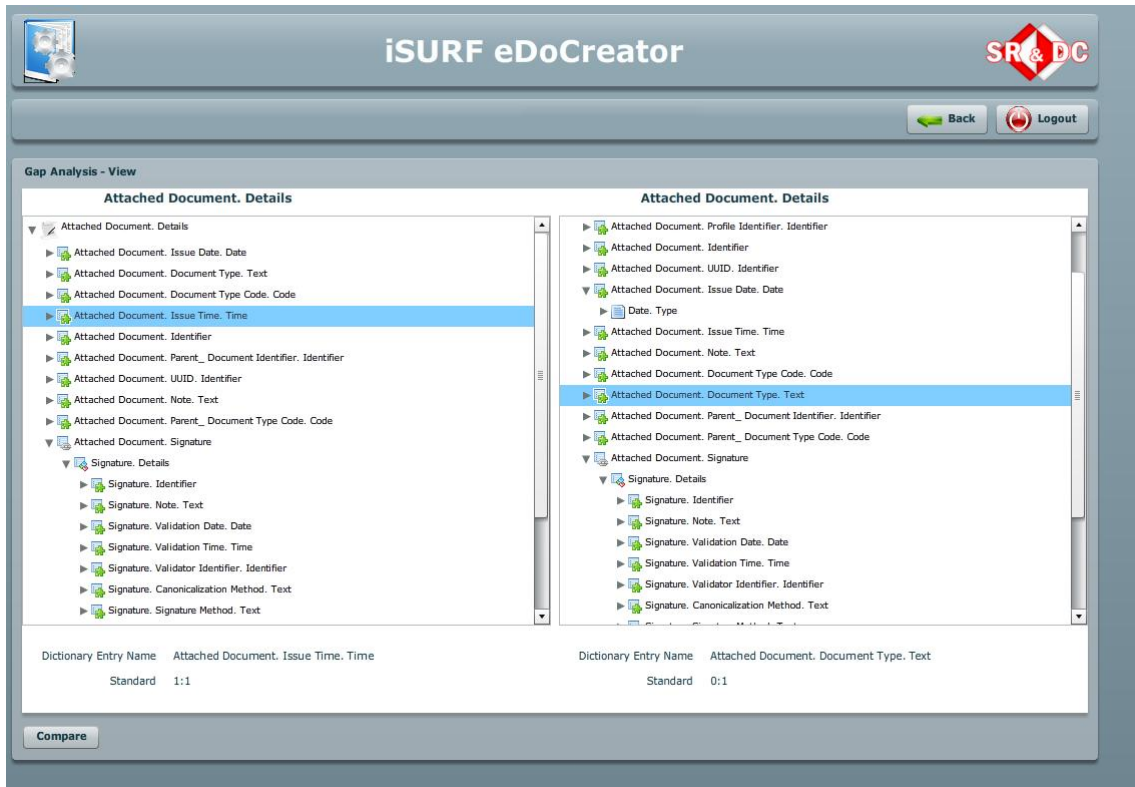 iSURF eDoCreator
SR & DC
Back
Logout
Gap Analysis - View
Attached Document. Details
Attached Document. Details
Attached Document. Issue Date. Date
Attached Document. Document Type. Text
Attached Document. Document Type Code. Code
Attached Document. Issue Time. Time
Attached Document. Identifier
Attached Document. Parent_ Document Identifier. Identifier
Attached Document. UUID. Identifier
Attached Document. Note. Text
Attached Document. Parent_ Document Type Code. Code
Attached Document. Signature
Signature. Details
Signature. Identifier
Signature. Note. Text
Signature. Validation Date. Date
Signature. Validation Time. Time
Signature. Validator Identifier. Identifier
Signature. Canonicalization Method. Text
Signature. Signature Method. Text
Dictionary Entry Name Attached Document. Issue Time. Time
Standard 1:1
Attached Document. Details
Attached Document. Profile Identifier. Identifier
Attached Document. Identifier
Attached Document. UUID. Identifier
Attached Document. Issue Date. Date
Date. Type
Attached Document. Issue Time. Time
Attached Document. Note. Text
Attached Document. Document Type Code. Code
Attached Document. Document Type. Text
Attached Document. Parent_ Document Identifier. Identifier
Attached Document. Parent_ Document Type Code. Code
Attached Document. Signature
Signature. Details
Signature. Identifier
Signature. Note. Text
Signature. Validation Date. Date
Signature. Validation Time. Time
Signature. Validator Identifier. Identifier
Signature. Canonicalization Method. Text
Dictionary Entry Name Attached Document. Document Type. Text
Standard 0:1
Compare